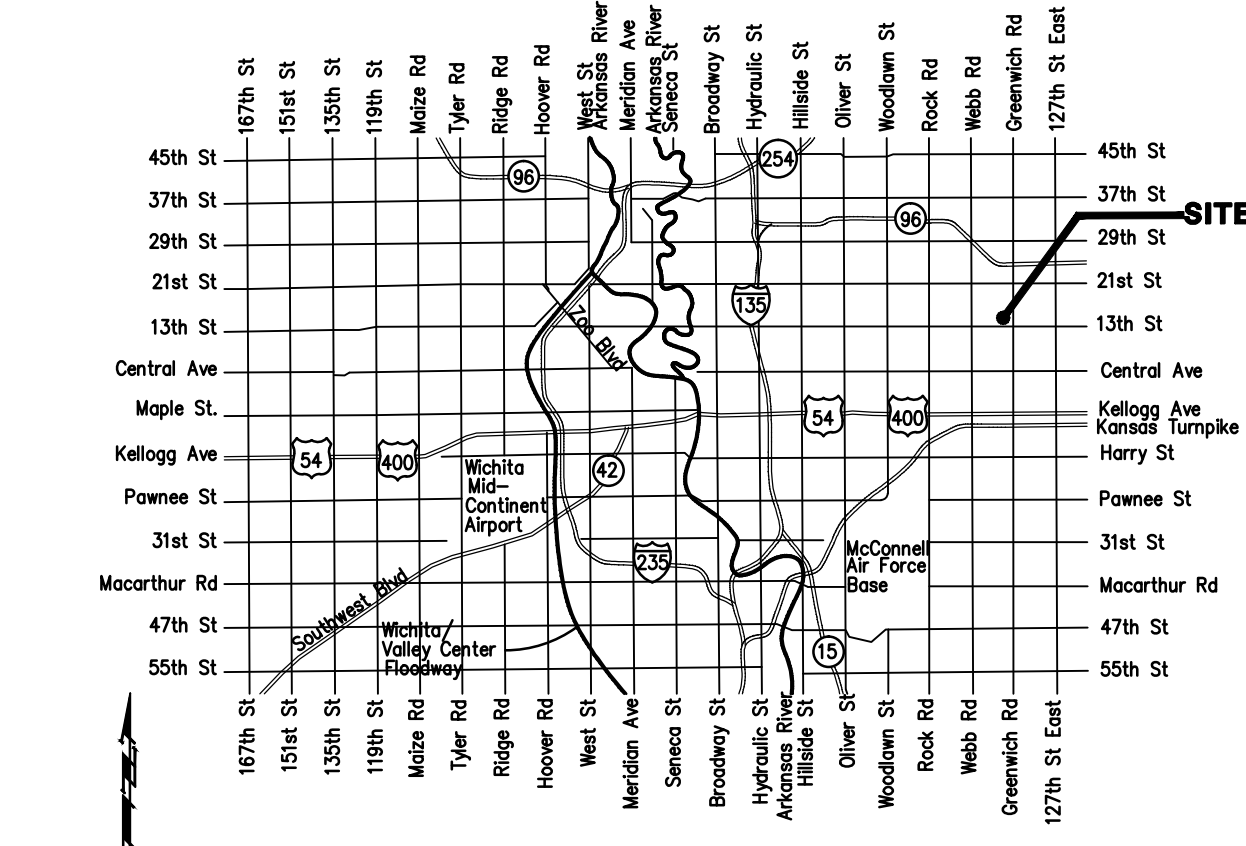 167th St
151st St
135th St
119th St
Maize Rd
Tyler Rd
Ridge Rd
Hoover Rd
West St
Arkansas River
Meridian Ave
Arkansas River
Seneca St
Broadway St
Hydraulic St
Hillside St
Oliver St
Woodlawn St
Rock Rd
Webb Rd
Greenwich Rd
127th St East
45th St
37th St
29th St
21st St
13th St
Central Ave
Maple St.
Kellogg Ave
Pawnee St
31st St
Macarthur Rd
47th St
55th St
96
254
96
135
Zoo Blvd
54
400
54
400
42
Wichita
Mid-
Continent
Airport
235
McConnell
Air Force
Base
Southwest Blvd
Wichita/
Valley Center
Floodway
15
45th St
37th St
SITE
29th St
21st St
13th St
Central Ave
Kellogg Ave
Kansas Turnpike
Harry St
Pawnee St
31st St
Macarthur Rd
47th St
55th St
167th St
151st St
135th St
119th St
Maize Rd
Tyler Rd
Ridge Rd
Hoover Rd
West St
Meridian Ave
Seneca St
Broadway St
Hydraulic St
Arkansas River
Hillside St
Oliver St
Woodlawn St
Rock Rd
Webb Rd
Greenwich Rd
127th St East